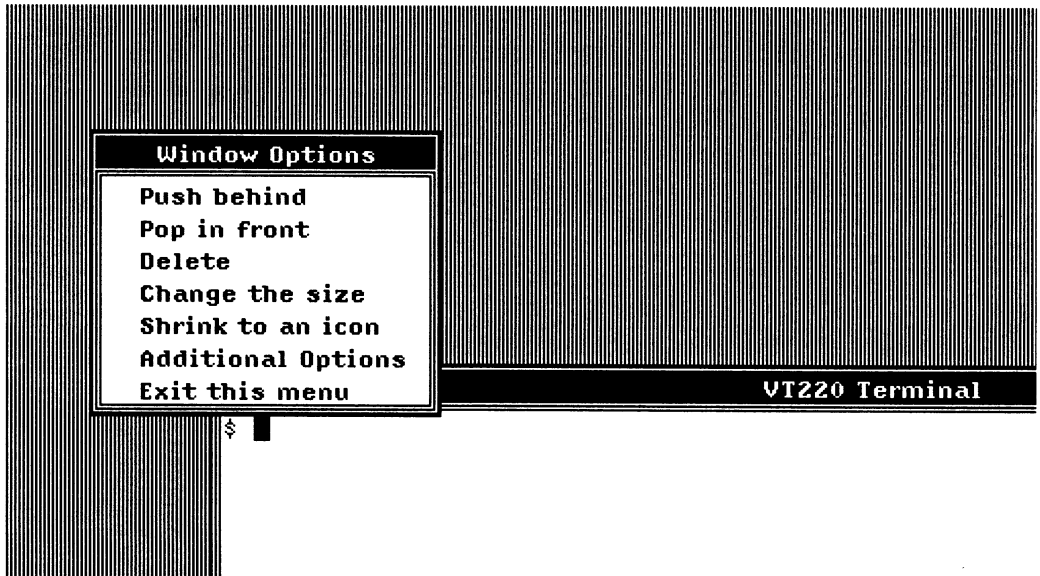 Window Options
Push behind
Pop in front
Delete
Change the size
Shrink to an icon
Additional Options
Exit this menu
VT220 Terminal
$